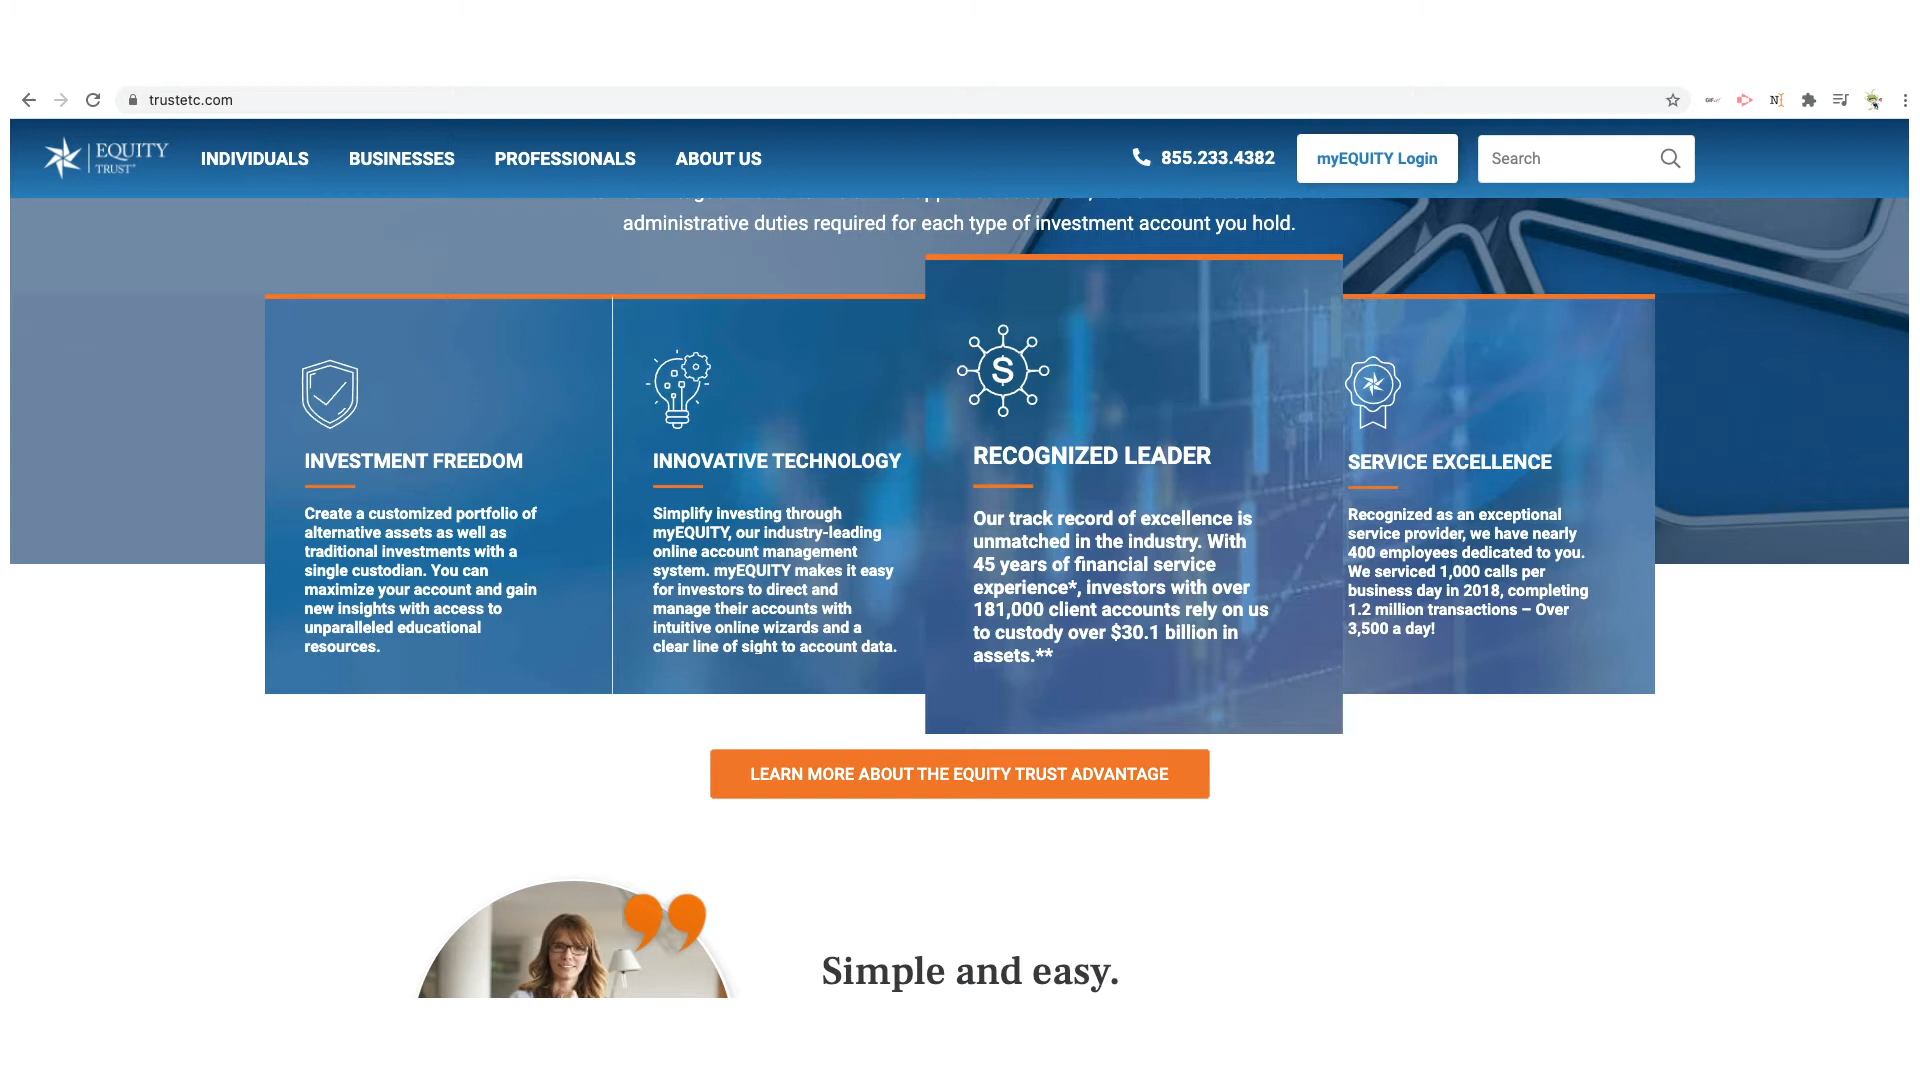 trustetc.com
EQUITY
TRUST
INDIVIDUALS
BUSINESSES
PROFESSIONALS
ABOUT US
855.233.4382
myEQUITY Login
Search
administrative duties required for each type of investment account you hold.
INVESTMENT FREEDOM
Create a customized portfolio of
alternative assets as well as
traditional investments with a
single custodian. You can
maximize your account and gain
new insights with access to
unparalleled educational
resources.
INNOVATIVE TECHNOLOGY
Simplify investing through
myEQUITY, our industry-leading
online account management
system. myEQUITY makes it easy
for investors to direct and
manage their accounts with
intuitive online wizards and a
clear line of sight to account data.
RECOGNIZED LEADER
Our track record of excellence is
unmatched in the industry. With
45 years of financial service
experience*, investors with over
181,000 client accounts rely on us
to custody over $30.1 billion in
assets.**
SERVICE EXCELLENCE
Recognized as an exceptional
service provider, we have nearly
400 employees dedicated to you.
We serviced 1,000 calls per
business day in 2018, completing
1.2 million transactions – Over
3,500 a day!
LEARN MORE ABOUT THE EQUITY TRUST ADVANTAGE
Simple and easy.